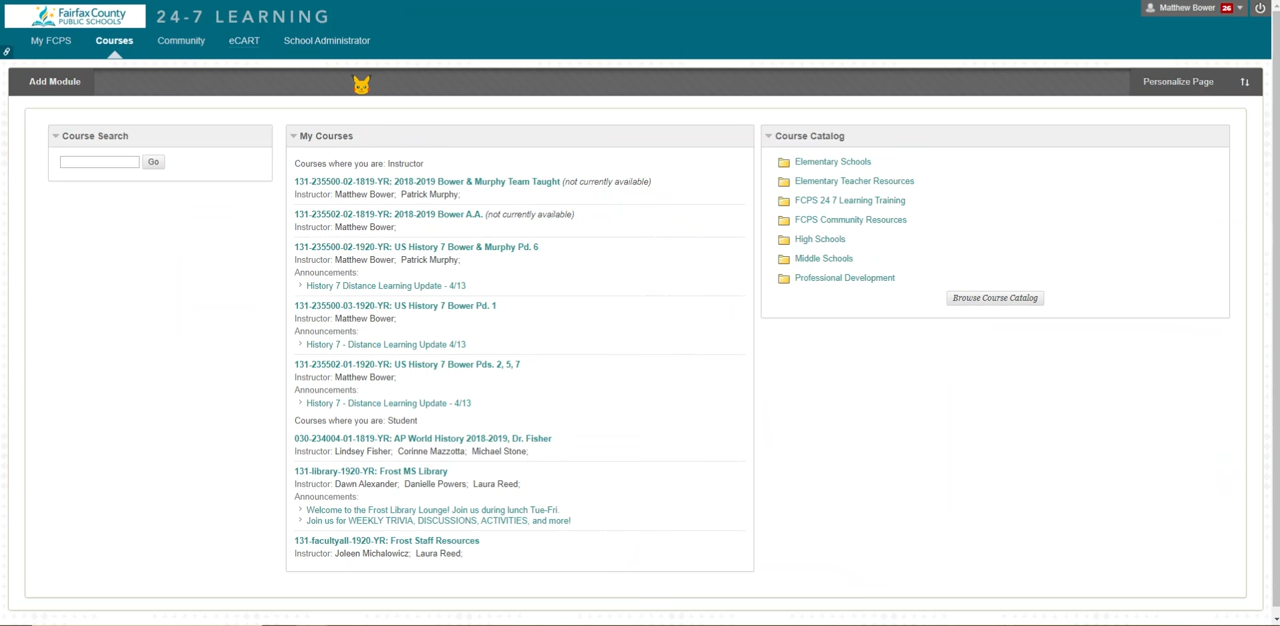 Fairfax County
PUBLIC SCHOOLS
24-7 LEARNING
Matthew Bower 26
My FCPS Courses Community eCART School Administrator
Add Module
Personalize Page
Course Search
Go
My Courses
Courses where you are: Instructor
131-235500-02-1819-YR: 2018-2019 Bower & Murphy Team Taught (not currently available)
Instructor: Matthew Bower; Patrick Murphy;
131-235502-02-1819-YR: 2018-2019 Bower A.A. (not currently available)
Instructor: Matthew Bower;
131-235500-02-1920-YR: US History 7 Bower & Murphy Pd. 6
Instructor: Matthew Bower; Patrick Murphy;
Announcements:
History 7 Distance Learning Update - 4/13
131-235500-03-1920-YR: US History 7 Bower Pd. 1
Instructor: Matthew Bower;
Announcements:
History 7 - Distance Learning Update 4/13
131-235502-01-1920-YR: US History 7 Bower Pds. 2, 5, 7
Instructor: Matthew Bower;
Announcements:
History 7 - Distance Learning Update - 4/13
Courses where you are: Student
030-234004-01-1819-YR: AP World History 2018-2019, Dr. Fisher
Instructor: Lindsey Fisher; Corinne Mazzotta; Michael Stone;
131-library-1920-YR: Frost MS Library
Instructor: Dawn Alexander; Danielle Powers; Laura Reed;
Announcements:
Welcome to the Frost Library Lounge! Join us during lunch Tue-Fri.
Join us for WEEKLY TRIVIA, DISCUSSIONS, ACTIVITIES, and more!
131-facultyall-1920-YR: Frost Staff Resources
Instructor: Joleen Michalowicz; Laura Reed;
Course Catalog
Elementary Schools
Elementary Teacher Resources
FCPS 24 7 Learning Training
FCPS Community Resources
High Schools
Middle Schools
Professional Development
Browse Course Catalog